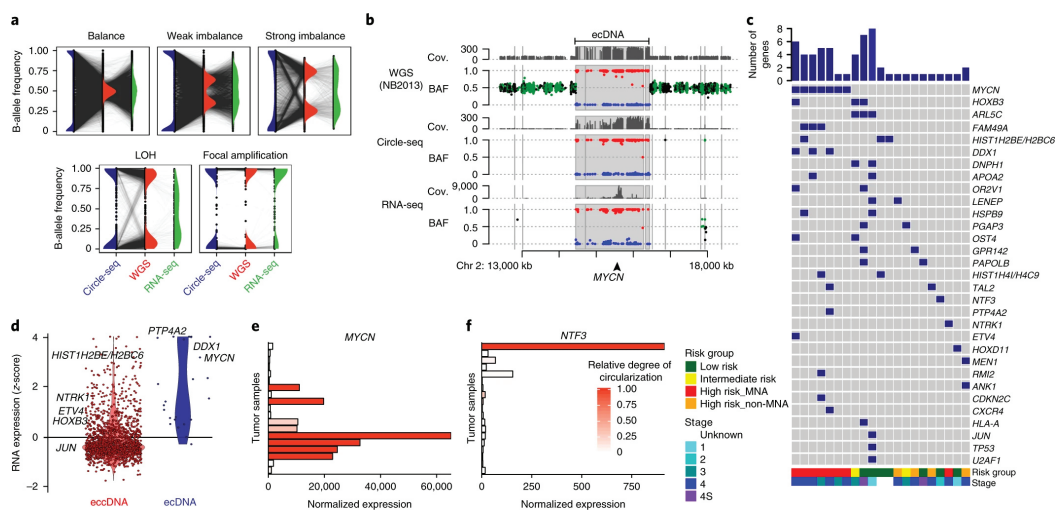 a
Balance
Weak imbalance
Strong imbalance
B-allele frequency
1.00
0.75
0.50
0.25
0
LOH
Focal amplification
B-allele frequency
1.00
0.75
0.50
0.25
0
Circle-seq
WGS
RNA-seq
Circle-seq
WGS
RNA-seq
b
ecDNA
WGS
(NB2013)
Cov.
300
0
BAF
1.0
0.5
0
Circle-seq
Cov.
300
0
BAF
1.0
0.5
0
RNA-seq
Cov.
9,000
0
BAF
1.0
0.5
0
Chr 2: 13,000 kb
18,000 kb
MYCN
c
Number of
genes
8
6
4
2
0
MYCN
HOXB3
ARL5C
FAM49A
HIST1H2BE/H2BC6
DDX1
DNPH1
APOA2
OR2V1
LENEP
HSPB9
PGAP3
OST4
GPR142
PAPOLB
HIST1H4I/H4C9
TAL2
NTF3
PTP4A2
NTRK1
ETV4
HOXD11
MEN1
RMI2
ANK1
CDKN2C
CXCR4
HLA-A
JUN
TP53
U2AF1
Risk group
Stage
d
RNA expression (z-score)
4
2
0
−2
PTP4A2
DDX1
MYCN
HIST1H2BE/H2BC6
NTRK1
ETV4
HOXB3
JUN
eccDNA
ecDNA
e
MYCN
Tumor samples
0
20,000
40,000
60,000
Normalized expression
f
NTF3
Tumor samples
Relative degree of
circularization
1.00
0.75
0.50
0.25
0
0
250
500
750
Normalized expression
Risk group
Low risk
Intermediate risk
High risk_MNA
High risk_non-MNA
Stage
Unknown
1
2
3
4
4S